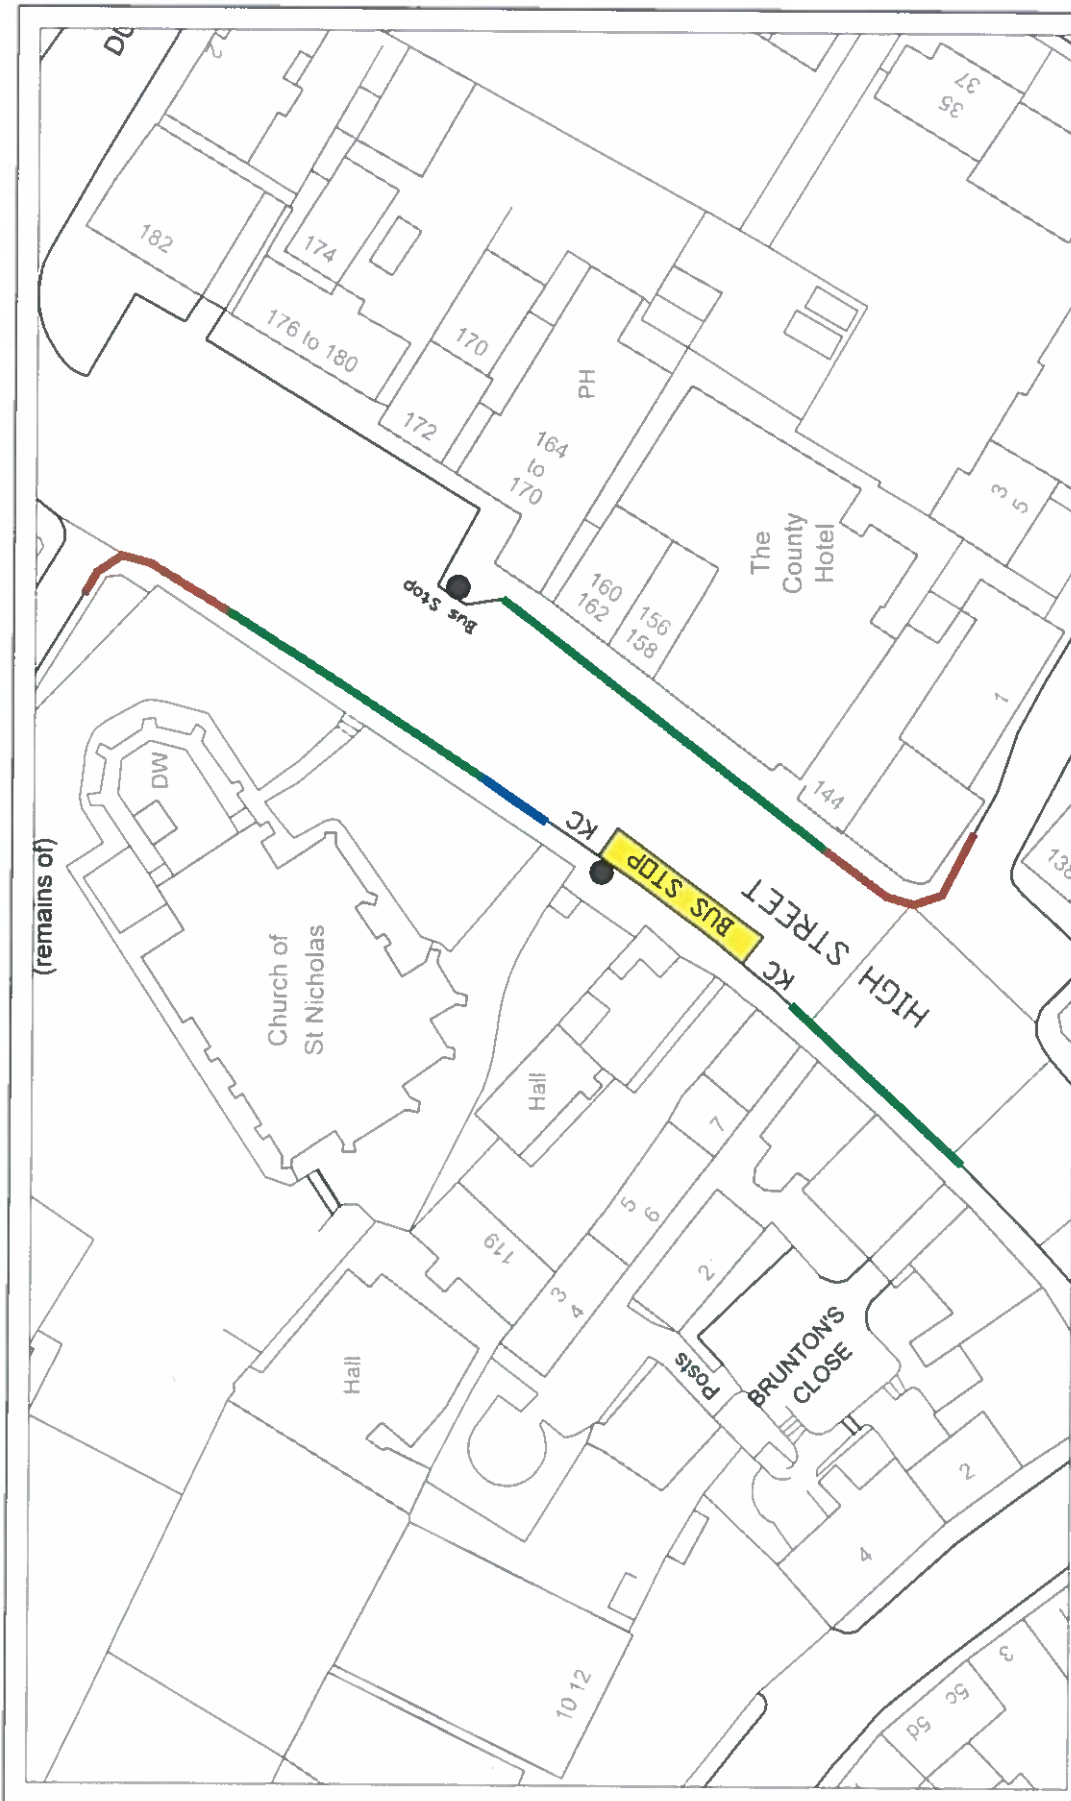 2
37
35
182
174
176 to 180
170
172
PH
164
to
170
3
5
The
County
Hotel
160
162
156
158
Bus Stop
1
DW
144
138
KC
BUS STOP
KC
HIGH STREET
(remains of)
Church of
St Nicholas
Hall
7
5
6
119
3
4
2
Hall
Posts
BRUNTON'S
CLOSE
2
4
10 12
3
5c
5d